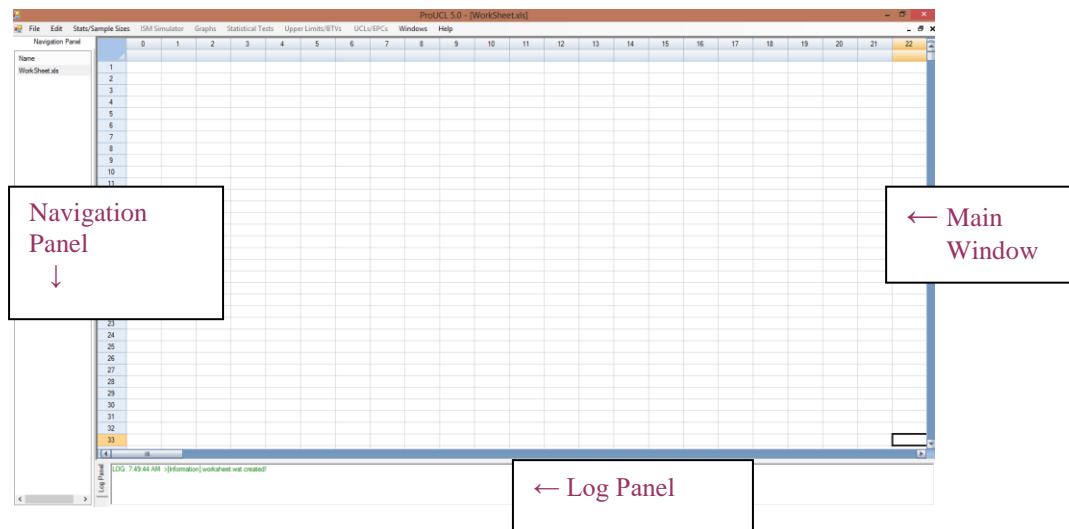 ProUCL 5.0 - [WorkSheet.xls]
File Edit Stats/Sample Sizes ISM Simulator Graphs Statistical Tests Upper Limits/BTVs UCLs/EPCs Windows Help
Navigation Panel
0 1 2 3 4 5 6 7 8 9 10 11 12 13 14 15 16 17 18 19 20 21 22
Name
WorkSheet.xls
1
2
3
4
5
6
7
8
9
10
11
Navigation
Panel
↓
← Main
Window
23
24
25
26
27
28
29
30
31
32
33
Log Panel
LOG: 7:49:44 AM >[Information] worksheet.wst created!
← Log Panel